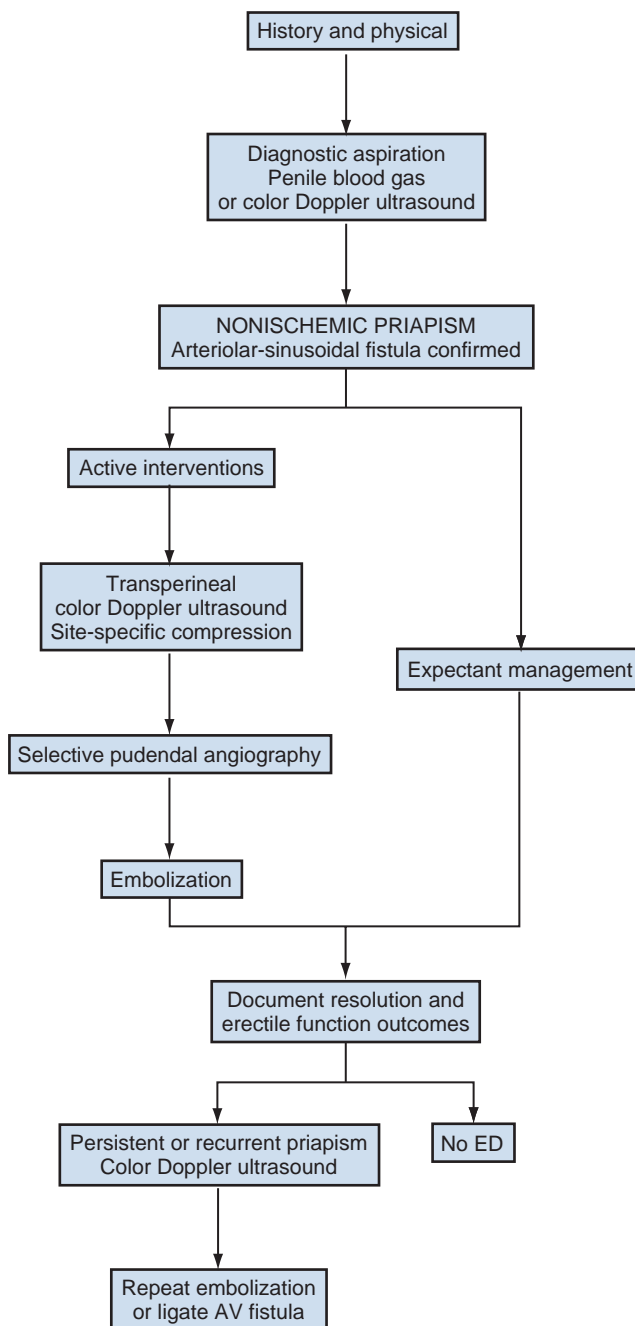 History and physical
Diagnostic aspiration
Penile blood gas
or color Doppler ultrasound
NONISCHEMIC PRIAPISM
Arteriolar-sinusoidal fistula confirmed
Active interventions
Transperineal
color Doppler ultrasound
Site-specific compression
Expectant management
Selective pudendal angiography
Embolization
Document resolution and
erectile function outcomes
Persistent or recurrent priapism
Color Doppler ultrasound
No ED
Repeat embolization
or ligate AV fistula